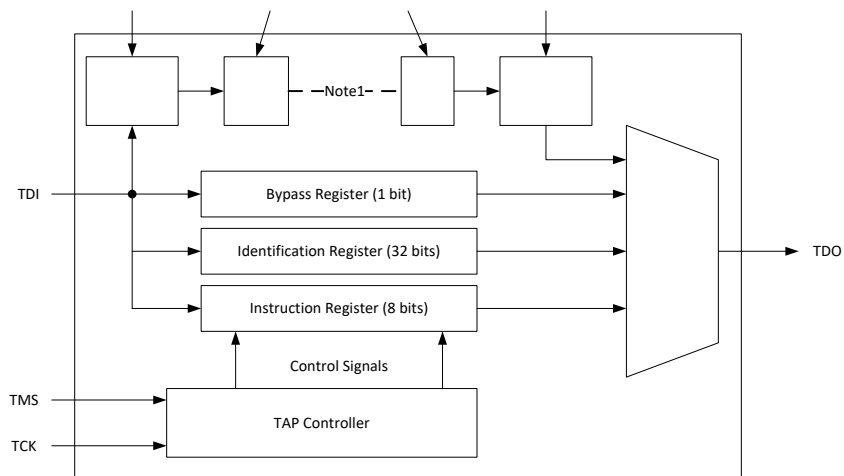 Note1
TDI
Bypass Register (1 bit)
Identification Register (32 bits)
TDO
Instruction Register (8 bits)
Control Signals
TMS
TAP Controller
TCK